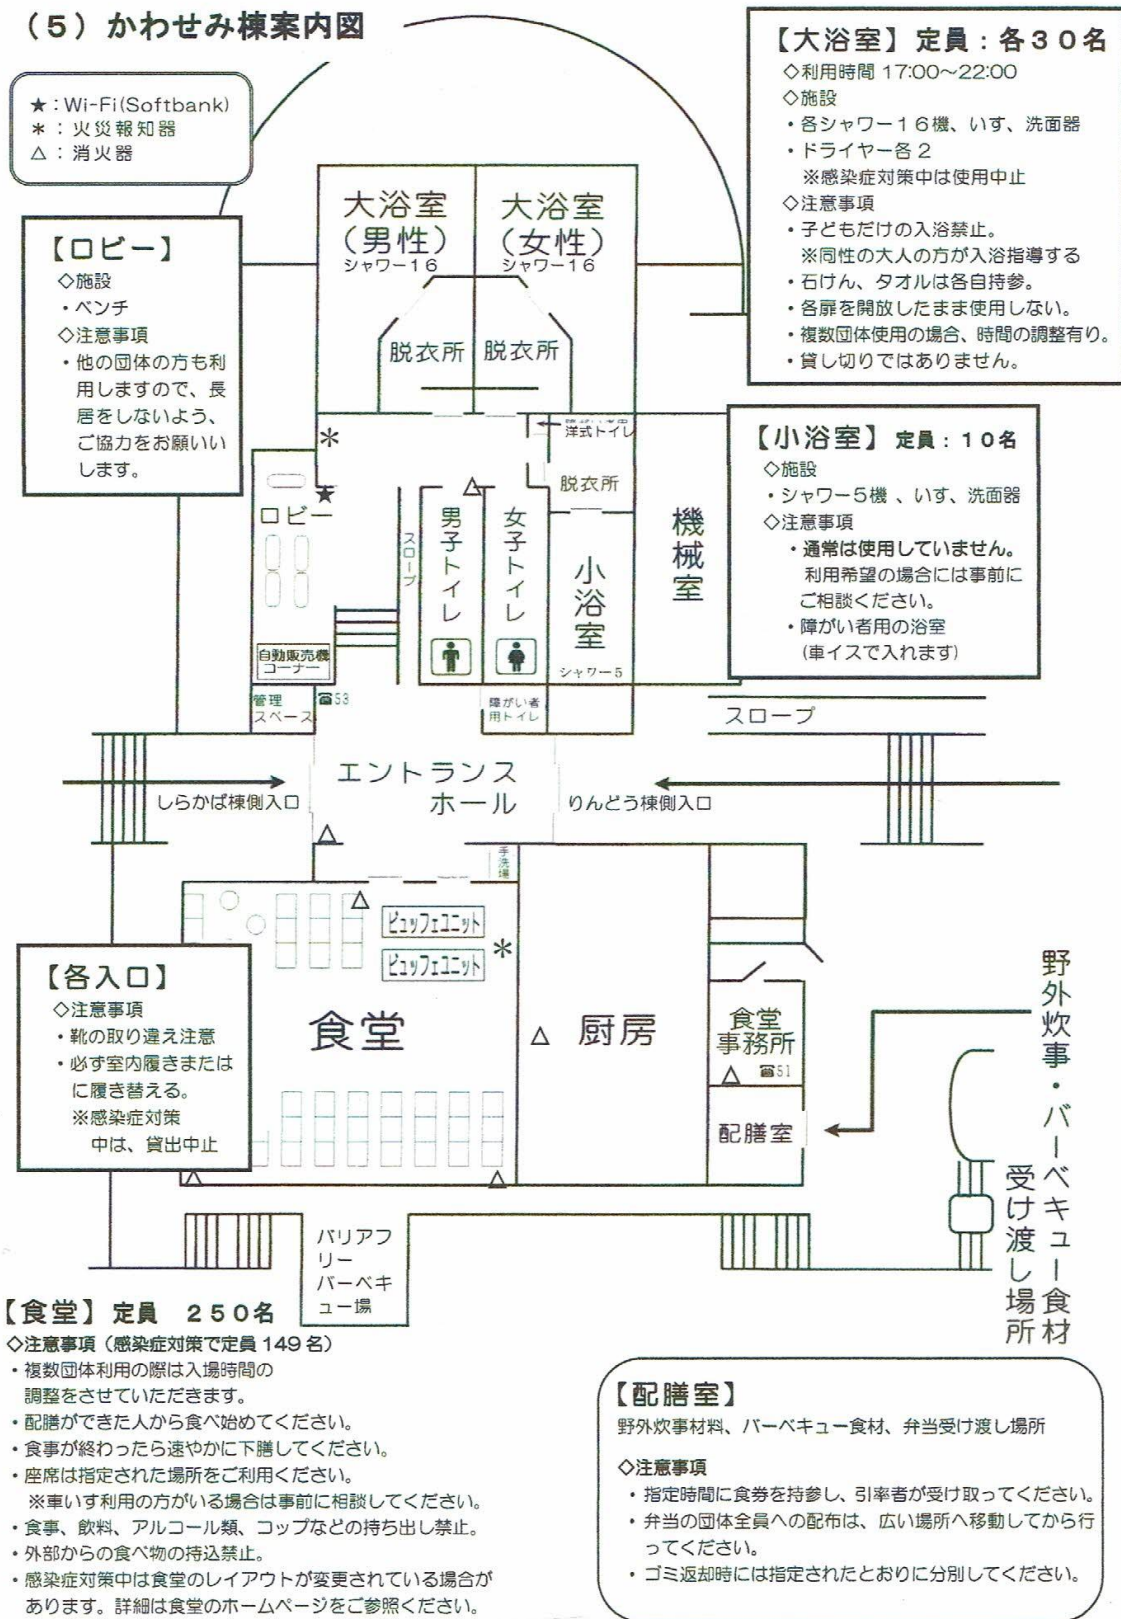 （５）かわせみ棟案内図
★：Wi-Fi(Softbank)
＊：火災報知器
△：消火器
【大浴室】定員：各３０名
◇利用時間 17:00～22:00
◇施設
・各シャワー１６機、いす、洗面器
・ドライヤー各２
※感染症対策中は使用中止
◇注意事項
・子どもだけの入浴禁止。
※同性の大人の方が入浴指導する
・石けん、タオルは各自持参。
・各扉を開放したまま使用しない。
・複数団体使用の場合、時間の調整有り。
・貸し切りではありません。
【ロビー】
◇施設
・ベンチ
◇注意事項
・他の団体の方も利
用しますので、長
居をしないよう、
ご協力をお願いい
します。
大浴室
（男性）
シャワー１６
大浴室
（女性）
シャワー１６
脱衣所
脱衣所
洋式トイレ
脱衣所
【小浴室】定員：１０名
◇施設
・シャワー５機 、いす、洗面器
◇注意事項
・通常は使用していません。
利用希望の場合には事前に
ご相談ください。
・障がい者用の浴室
(車イスで入れます)
＊
★
ロビー
スロープ
△
男子トイレ
女子トイレ
小浴室
シャワー５
機械室
自動販売機
コーナー
管理
スペース
☎53
障がい者
用トイレ
スロープ
エントランス
ホール
しらかば棟側入口
りんどう棟側入口
△
手洗場
△
ビュッフェユニット
ビュッフェユニット
＊
食堂
△
厨房
食堂
事務所
△ ☎51
配膳室
△
△
【各入口】
◇注意事項
・靴の取り違え注意
・必ず室内履きまたは
に履き替える。
※感染症対策
中は、貸出中止
野外炊事・バーベキュー食材
受け渡し場所
バリアフ
リー
バーベキ
ュー場
【食堂】定員 ２５０名
◇注意事項（感染症対策で定員 149 名）
・複数団体利用の際は入場時間の
調整をさせていただきます。
・配膳ができた人から食べ始めてください。
・食事が終わったら速やかに下膳してください。
・座席は指定された場所をご利用ください。
※車いす利用の方がいる場合は事前に相談してください。
・食事、飲料、アルコール類、コップなどの持ち出し禁止。
・外部からの食べ物の持込禁止。
・感染症対策中は食堂のレイアウトが変更されている場合が
あります。詳細は食堂のホームページをご参照ください。
【配膳室】
野外炊事材料、バーベキュー食材、弁当受け渡し場所
◇注意事項
・指定時間に食券を持参し、引率者が受け取ってください。
・弁当の団体全員への配布は、広い場所へ移動してから行
ってください。
・ゴミ返却時には指定されたとおりに分別してください。